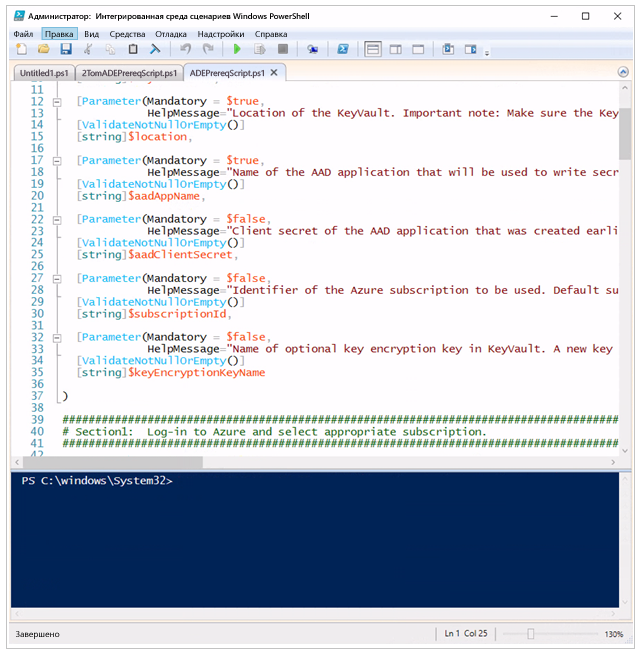 Администратор: Интегрированная среда сценариев Windows PowerShell
Файл Правка Вид Средства Отладка Надстройки Справка
Untitled1.ps1 2TomADEPrereqScript.ps1 ADEPrereqScript.ps1
11
12 [Parameter(Mandatory = $true,
13 HelpMessage="Location of the KeyVault. Important note: Make sure the Key
14 [ValidateNotNullOrEmpty()]
15 [string]$location,
16
17 [Parameter(Mandatory = $true,
18 HelpMessage="Name of the AAD application that will be used to write secr
19 [ValidateNotNullOrEmpty()]
20 [string]$aadAppName,
21
22 [Parameter(Mandatory = $false,
23 HelpMessage="Client secret of the AAD application that was created earli
24 [ValidateNotNullOrEmpty()]
25 [string]$aadClientSecret,
26
27 [Parameter(Mandatory = $false,
28 HelpMessage="Identifier of the Azure subscription to be used. Default su
29 [ValidateNotNullOrEmpty()]
30 [string]$subscriptionId,
31
32 [Parameter(Mandatory = $false,
33 HelpMessage="Name of optional key encryption key in KeyVault. A new key
34 [ValidateNotNullOrEmpty()]
35 [string]$keyEncryptionKeyName
36
37 )
38
39 ####################################################################################
40 # Section1:  Log-in to Azure and select appropriate subscription.
41 ####################################################################################
42
PS C:\windows\System32>
Завершено Ln 1 Col 25 130%